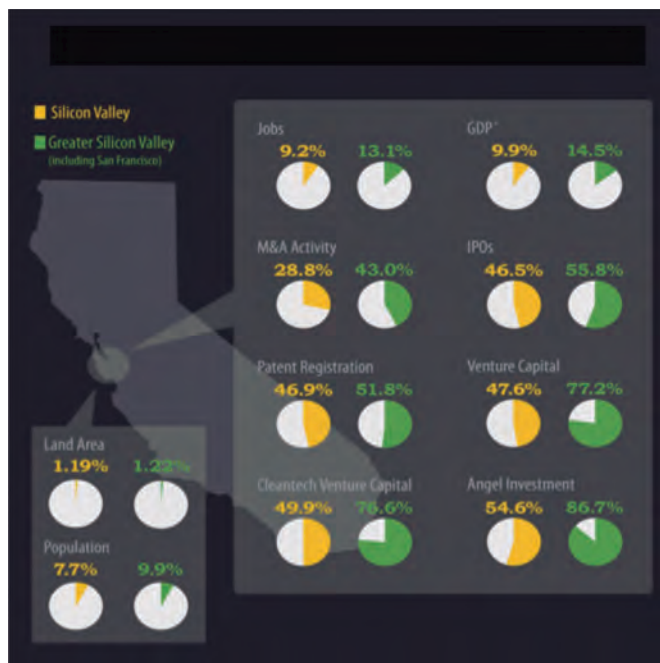 Silicon Valley
Greater Silicon Valley
(including San Francisco)
Jobs
9.2% 13.1%
GDP*
9.9% 14.5%
M&A Activity
28.8% 43.0%
IPOs
46.5% 55.8%
Patent Registration
46.9% 51.8%
Venture Capital
47.6% 77.2%
Cleantech Venture Capital
49.9% 76.6%
Angel Investment
54.6% 86.7%
Land Area
1.19% 1.22%
Population
7.7% 9.9%